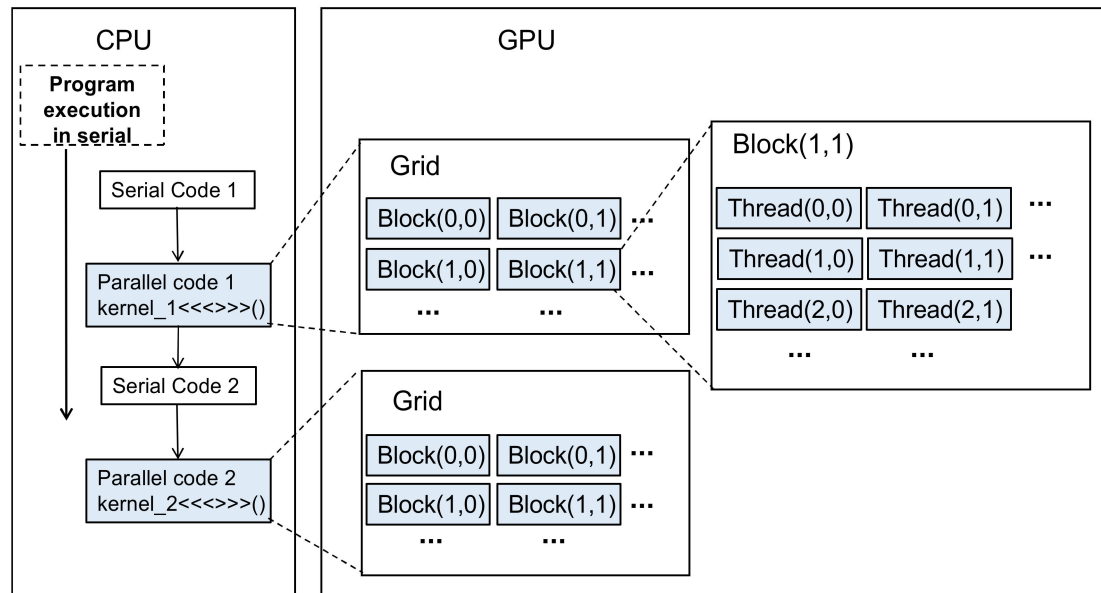 CPU
Program
execution
in serial
Serial Code 1
Parallel code 1
kernel_1<<<>>>()
Serial Code 2
Parallel code 2
kernel_2<<<>>>()
GPU
Grid
Block(0,0) Block(0,1) ...
Block(1,0) Block(1,1) ...
... ...
Block(1,1)
Thread(0,0) Thread(0,1) ...
Thread(1,0) Thread(1,1) ...
Thread(2,0) Thread(2,1)
... ...
Grid
Block(0,0) Block(0,1) ...
Block(1,0) Block(1,1) ...
... ...